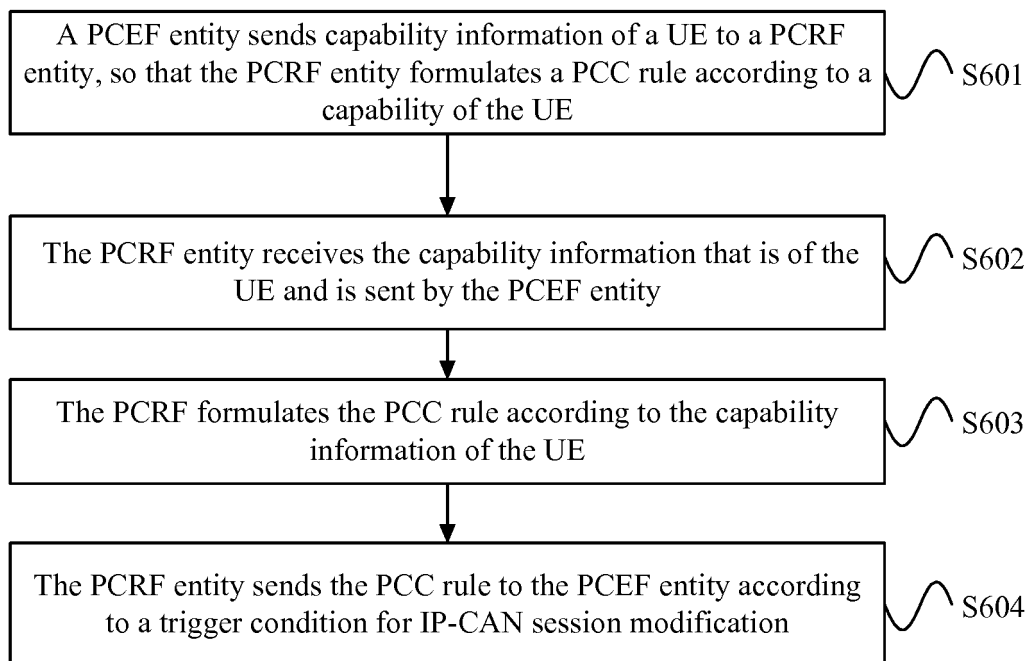 A PCEF entity sends capability information of a UE to a PCRF
entity, so that the PCRF entity formulates a PCC rule according to a
capability of the UE
S601
The PCRF entity receives the capability information that is of the
UE and is sent by the PCEF entity
S602
The PCRF formulates the PCC rule according to the capability
information of the UE
S603
The PCRF entity sends the PCC rule to the PCEF entity according
to a trigger condition for IP-CAN session modification
S604